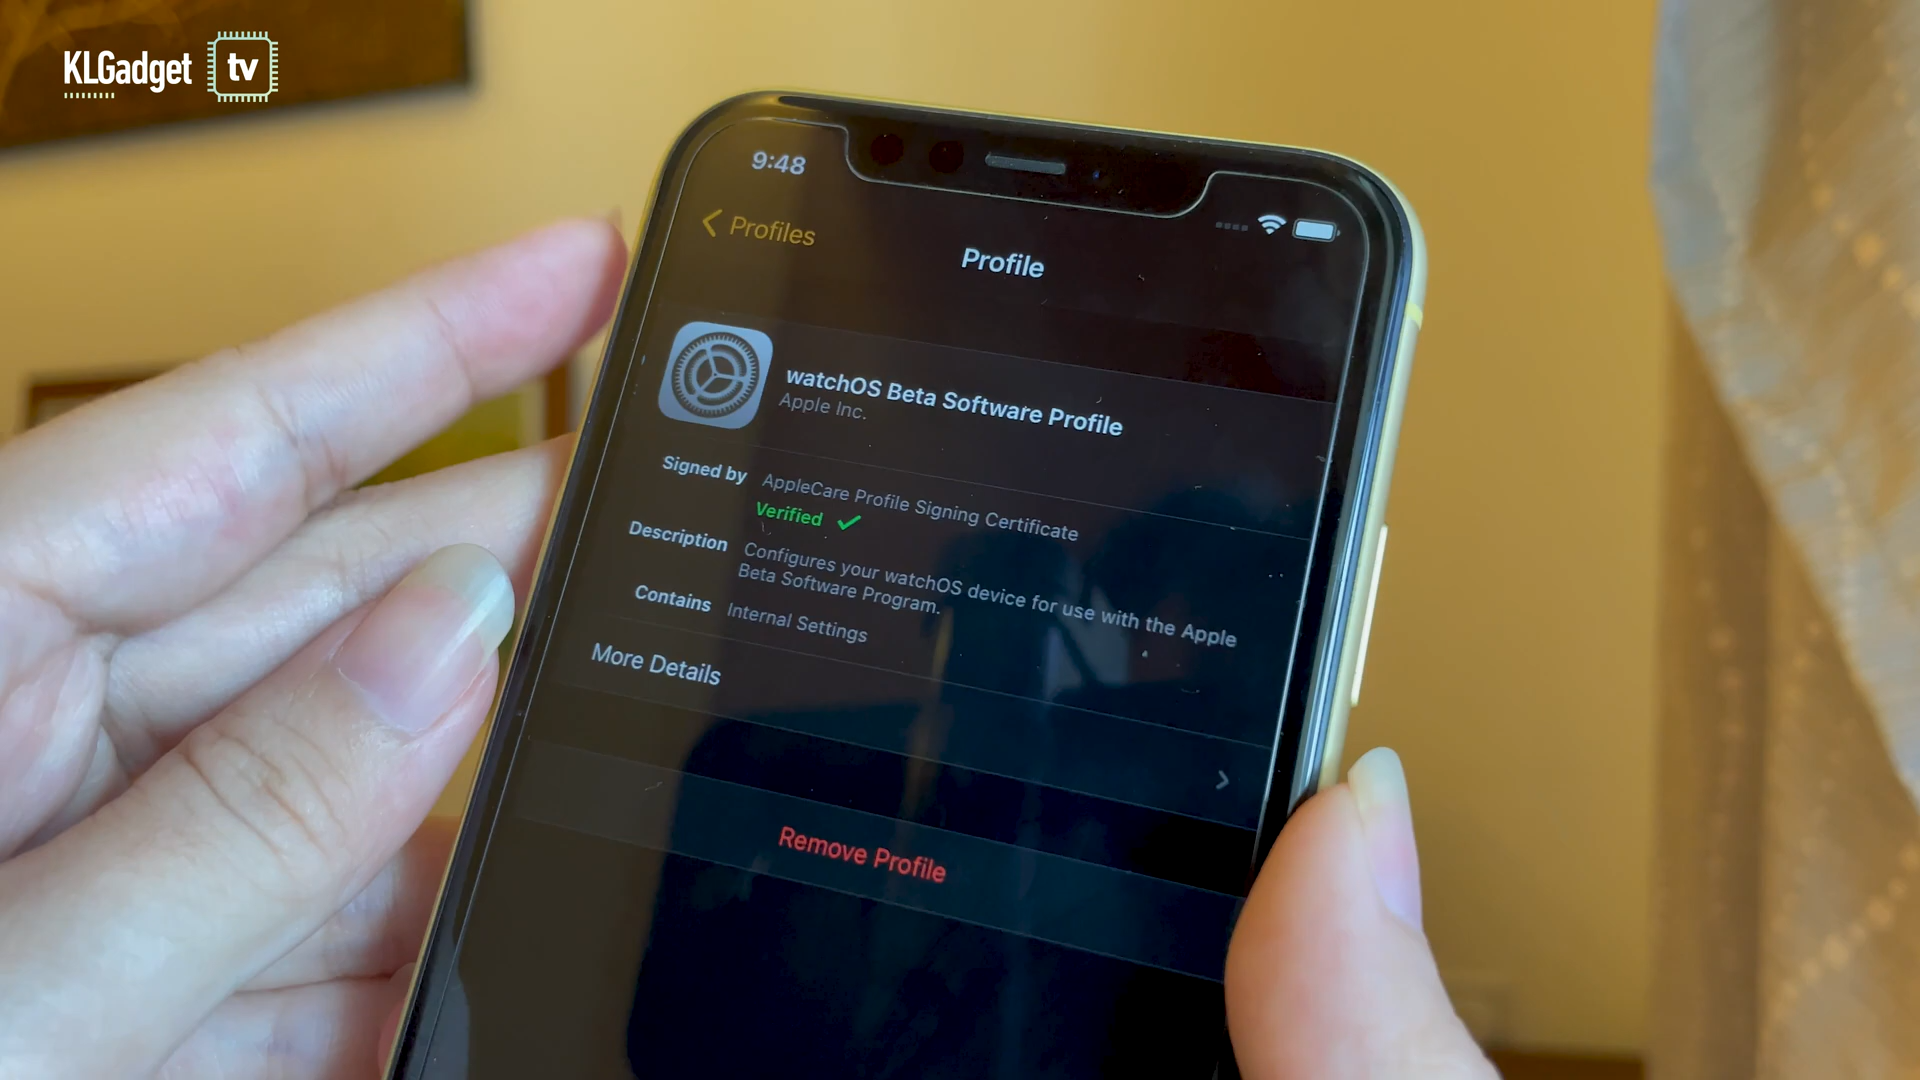 KLGadget tv
9:48
Profiles
Profile
watchOS Beta Software Profile
Apple Inc.
Signed by AppleCare Profile Signing Certificate
Verified
Description Configures your watchOS device for use with the Apple
Beta Software Program.
Contains Internal Settings
More Details
Remove Profile